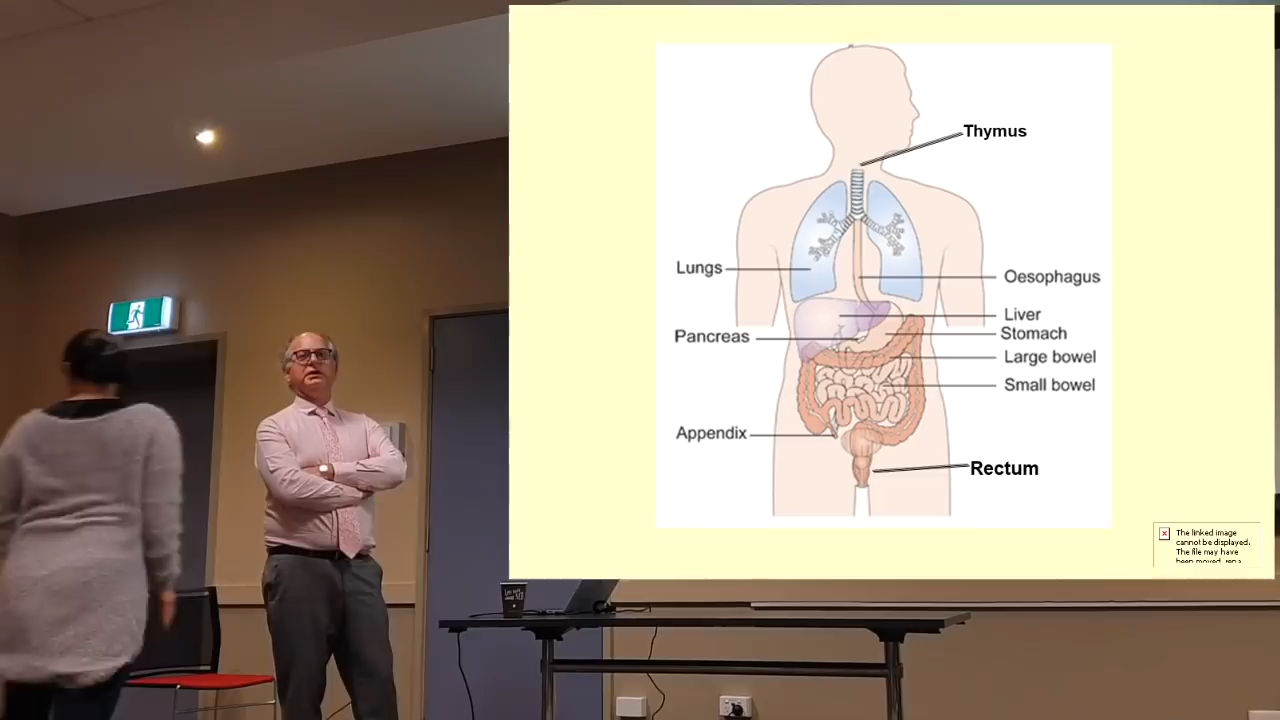 Thymus
Lungs
Oesophagus
Liver
Pancreas
Stomach
Large bowel
Small bowel
Appendix
Rectum
The linked image
cannot be displayed.
The file may have
been moved,